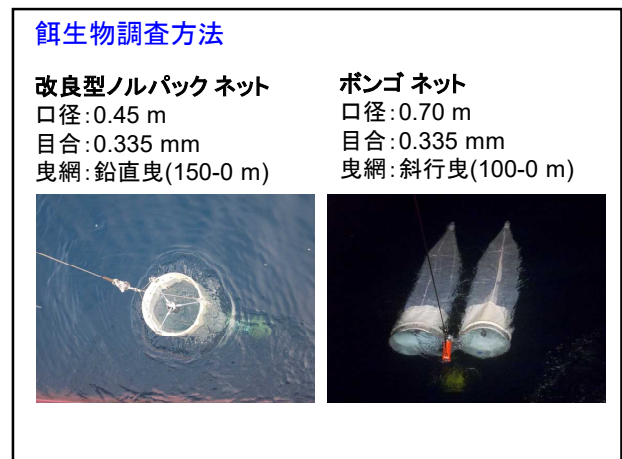 餌生物調査方法
改良型ノルパック ネット
口径:0.45 m
目合:0.335 mm
曳網:鉛直曳(150-0 m)
ボンゴ ネット
口径:0.70 m
目合:0.335 mm
曳網:斜行曳(100-0 m)